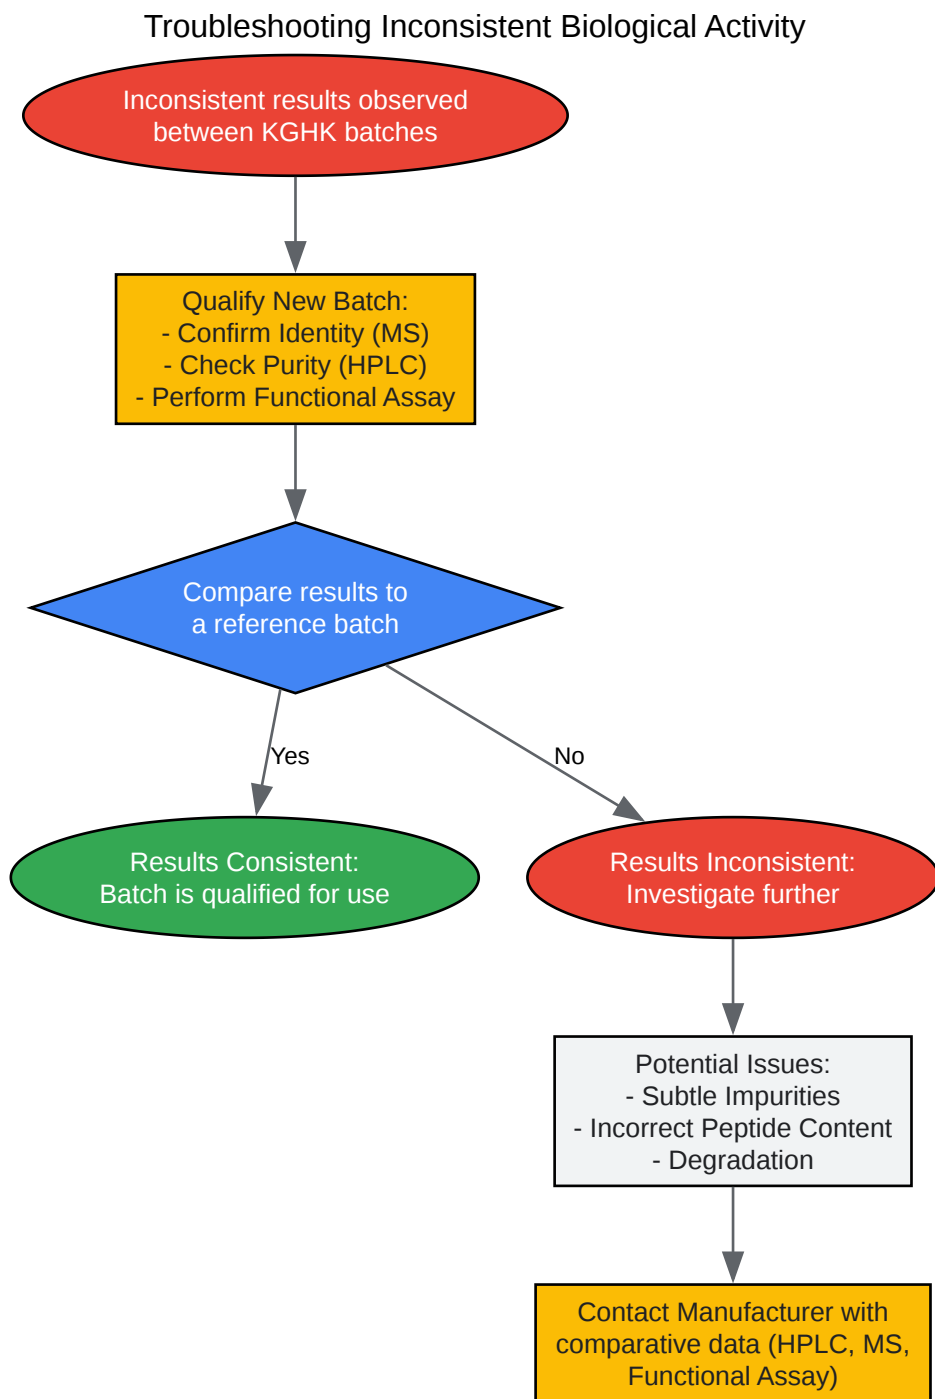 Troubleshooting Inconsistent Biological Activity
Inconsistent results observed
between KGHK batches
Qualify New Batch:
- Confirm Identity (MS)
- Check Purity (HPLC)
- Perform Functional Assay
Compare results to
a reference batch
Yes
No
Results Consistent:
Batch is qualified for use
Results Inconsistent:
Investigate further
Potential Issues:
- Subtle Impurities
- Incorrect Peptide Content
- Degradation
Contact Manufacturer with
comparative data (HPLC, MS,
Functional Assay)